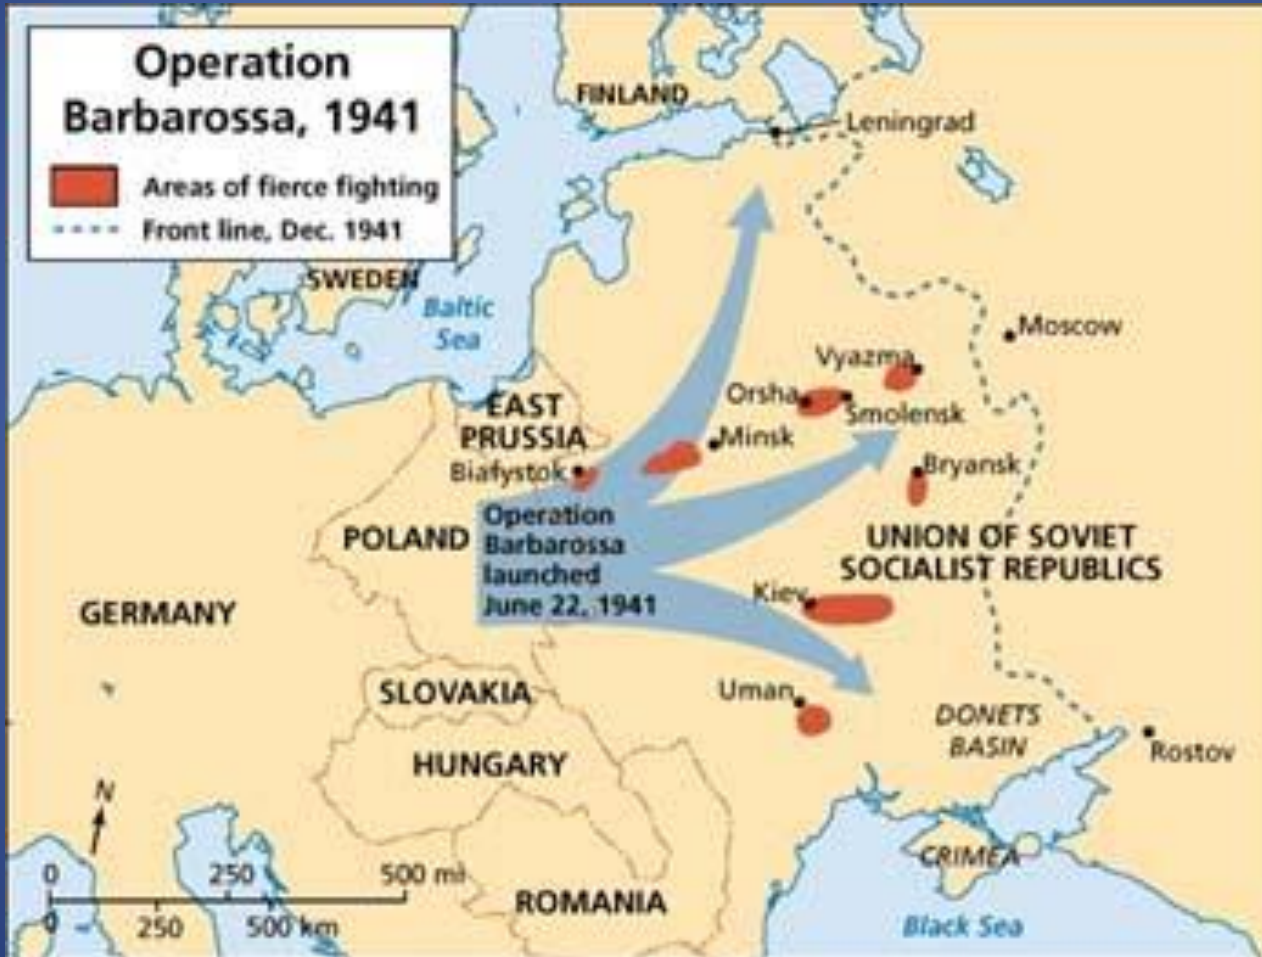 Operation
Barbarossa, 1941
Areas of fierce fighting
Front line, Dec. 1941
FINLAND
Leningrad
SWEDEN
Baltic
Sea
Moscow
Vyazma
Orsha
Smolensk
EAST
PRUSSIA
Minsk
Białystok
Bryansk
POLAND
Operation
Barbarossa
launched
June 22, 1941
UNION OF SOVIET
SOCIALIST REPUBLICS
Kiev
GERMANY
SLOVAKIA
Uman
DONETS
BASIN
Rostov
HUNGARY
N
CRIMEA
0 250 500 mi
0 250 500 km
ROMANIA
Black Sea